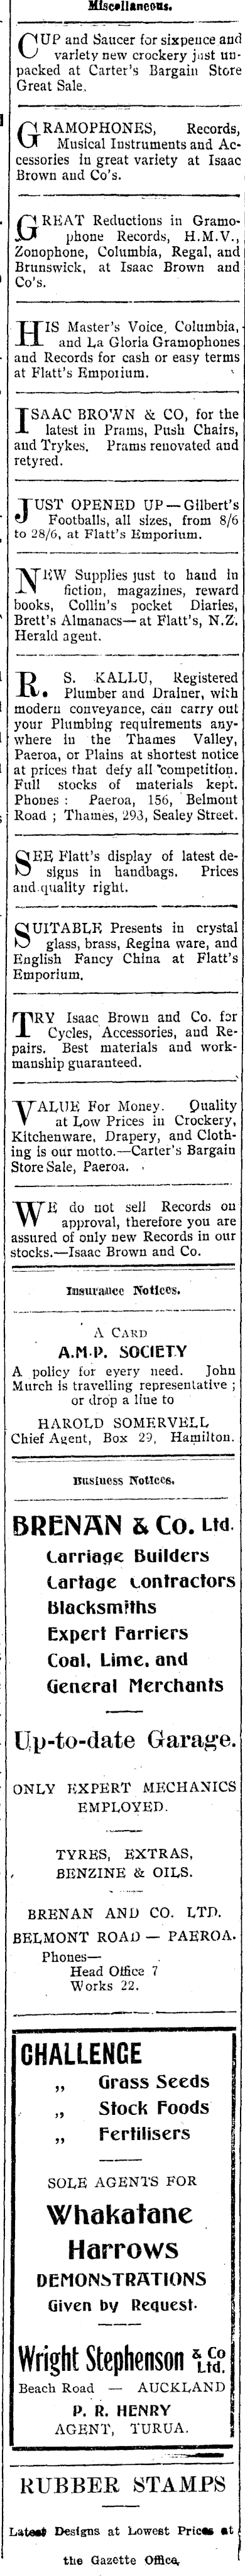 Miscellaneous.
CUP and Saucer for sixpence and
variety new crockery just un-
packed at Carter's Bargain Store
Great Sale.
GRAMOPHONES, Records,
Musical Instruments and Ac-
cessories in great variety at Isaac
Brown and Co's.
GREAT Reductions in Gramo-
phone Records, H.M.V.,
Zonophone, Columbia, Regal, and
Brunswick, at Isaac Brown and
Co's.
HIS Master's Voice, Columbia,
and La Gloria Gramophones
and Records for cash or easy terms
at Flatt's Emporium.
ISAAC BROWN & CO, for the
latest in Prams, Push Chairs,
and Trykes. Prams renovated and
retyred.
JUST OPENED UP—Gilbert's
Footballs, all sizes, from 8/6
to 28/6, at Flatt's Emporium.
NEW Supplies just to hand in
fiction, magazines, reward
books, Collin's pocket Diaries,
Brett's Almanacs—at Flatt's, N.Z.
Herald agent.
R. S. KALLU, Registered
Plumber and Drainer, with
modern conveyance, can carry out
your Plumbing requirements any-
where in the Thames Valley,
Paeroa, or Plains at shortest notice
at prices that defy all competition.
Full stocks of materials kept.
Phones: Paeroa, 156, Belmont
Road; Thames, 293, Sealey Street.
SEE Flatt's display of latest de-
signs in handbags. Prices
and quality right.
SUITABLE Presents in crystal
glass, brass, Regina ware, and
English Fancy China at Flatt's
Emporium.
TRY Isaac Brown and Co. for
Cycles, Accessories, and Re-
pairs. Best materials and work-
manship guaranteed.
VALUE For Money. Quality
at Low Prices in Crockery,
Kitchenware, Drapery, and Cloth-
ing is our motto.—Carter's Bargain
Store Sale, Paeroa.
WE do not sell Records on
approval, therefore you are
assured of only new Records in our
stocks.—Isaac Brown and Co.
Insurance Notices.
A CARD
A.M.P. SOCIETY
A policy for every need. John
Murch is travelling representative;
or drop a line to
HAROLD SOMERVELL
Chief Agent, Box 29, Hamilton.
Business Notices.
BRENAN & Co. Ltd.
Carriage Builders
Cartage Contractors
Blacksmiths
Expert Farriers
Coal, Lime, and
General Merchants
Up-to-date Garage.
ONLY EXPERT MECHANICS
EMPLOYED.
TYRES, EXTRAS,
BENZINE & OILS.
BRENAN AND CO. LTD.
BELMONT ROAD — PAEROA.
Phones—
Head Office 7
Works 22.
CHALLENGE
„ Grass Seeds
„ Stock Foods
„ Fertilisers
SOLE AGENTS FOR
Whakatane
Harrows
DEMONSTRATIONS
Given by Request.
Wright Stephenson & Co Ltd.
Beach Road — AUCKLAND
P. R. HENRY
AGENT, TURUA.
RUBBER STAMPS
Latest Designs at Lowest Prices at
the Gazette Office.